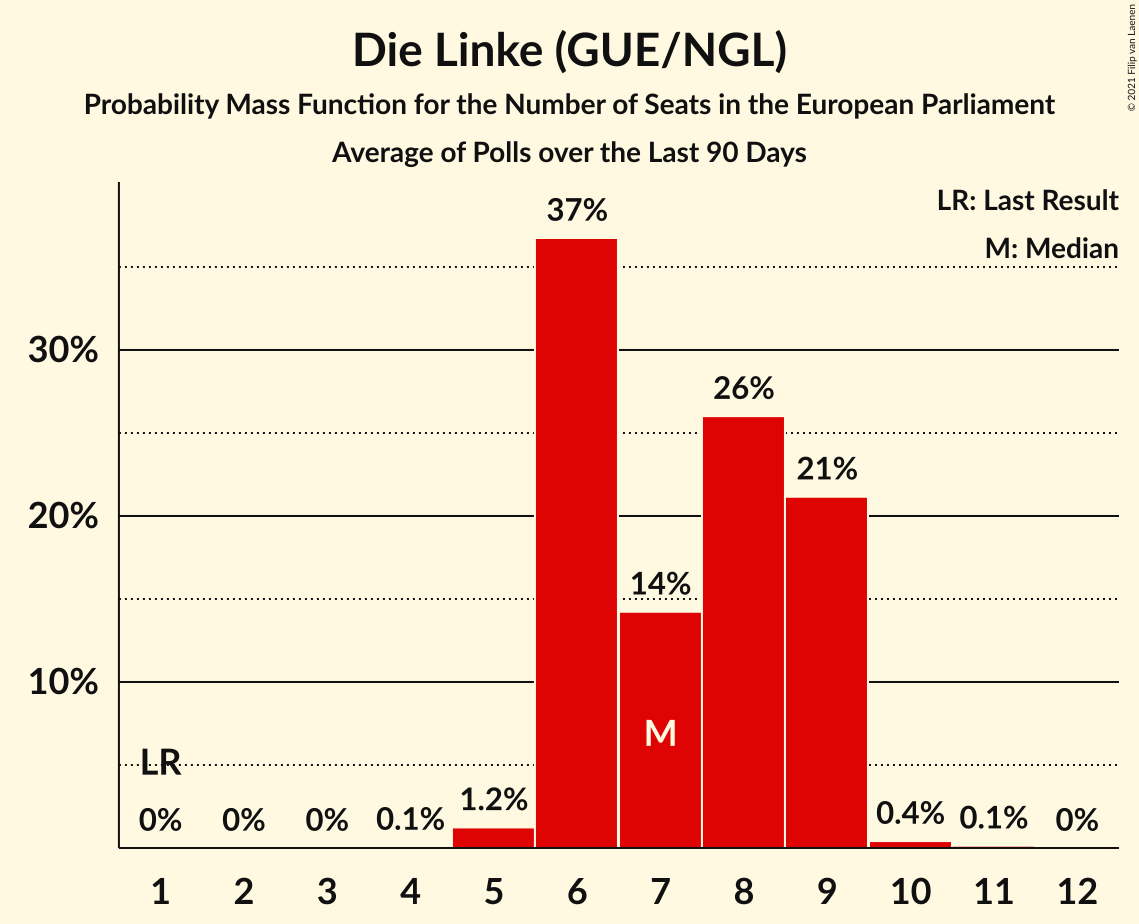 Die Linke (GUE/NGL)
Probability Mass Function for the Number of Seats in the European Parliament
Average of Polls over the Last 90 Days
© 2021 Filip van Laenen
LR: Last Result
M: Median
37%
30%
26%
21%
20%
14%
10%
M
LR
0%
0%
0%
0.1%
1.2%
0.4%
0.1%
0%
1 2 3 4 5 6 7 8 9 10 11 12